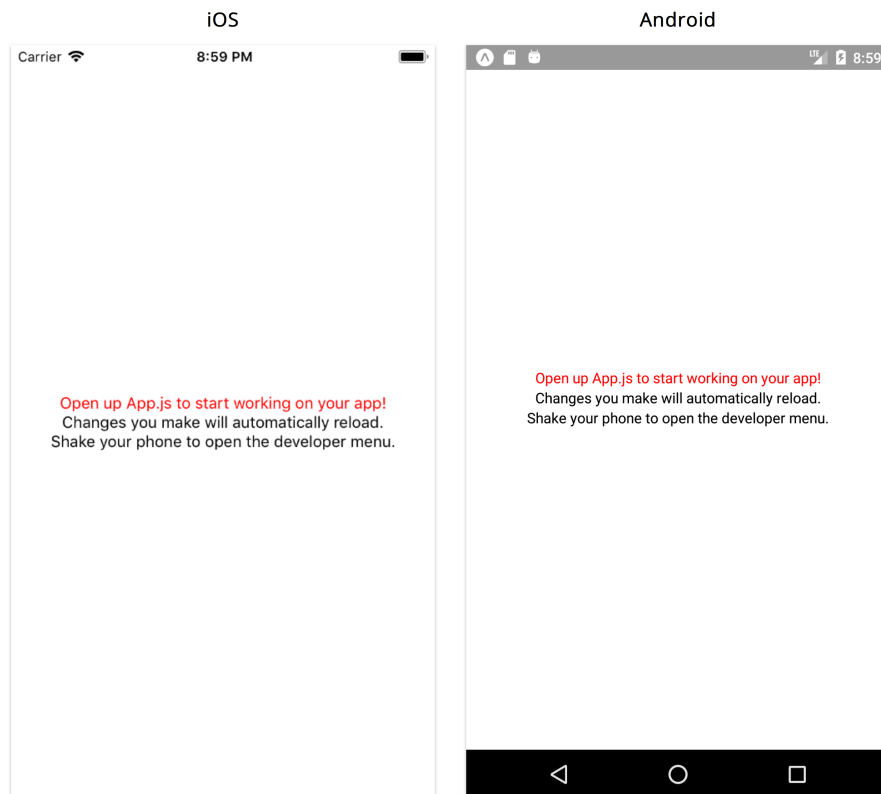 iOS
Android
Carrier
8:59 PM
LTE
8:59
Open up App.js to start working on your app!
Changes you make will automatically reload.
Shake your phone to open the developer menu.
Open up App.js to start working on your app!
Changes you make will automatically reload.
Shake your phone to open the developer menu.